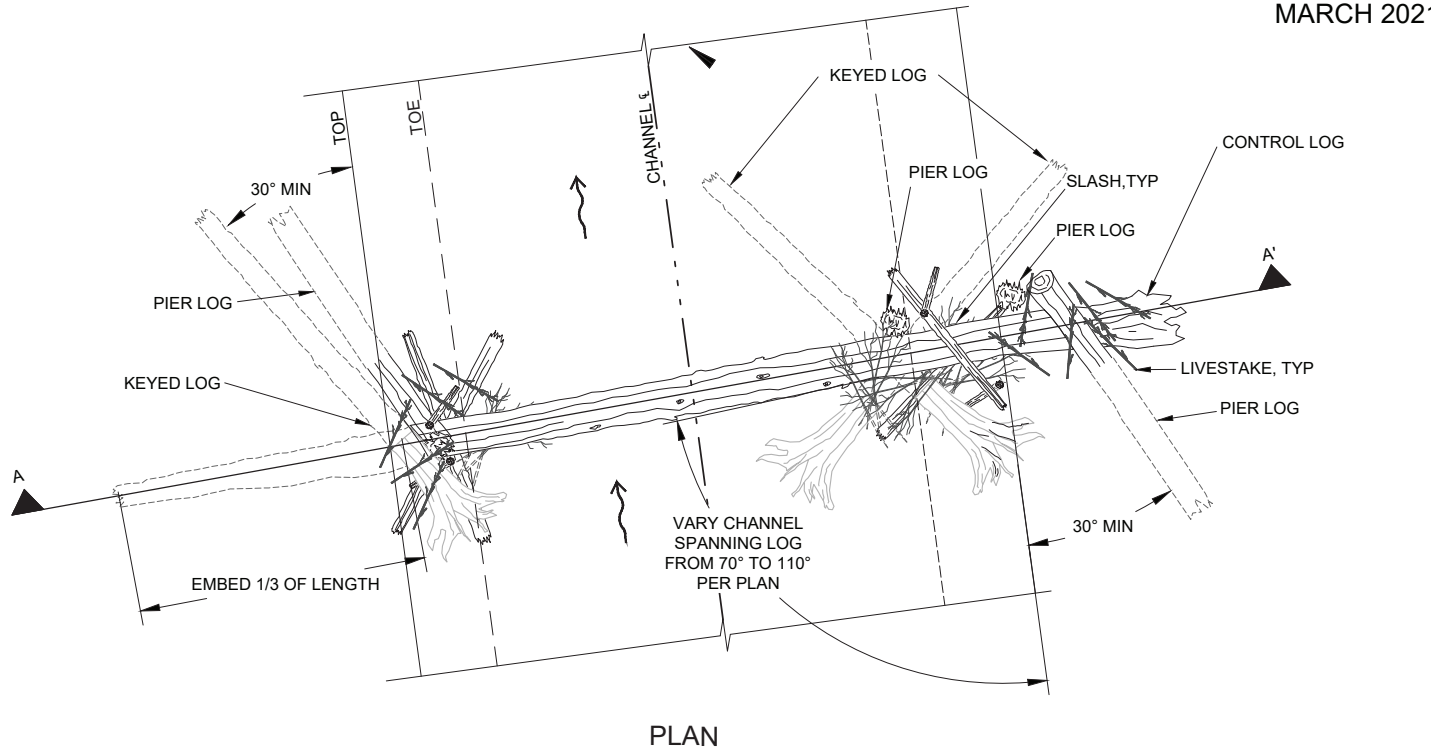 MARCH 2021
KEYED LOG
TOP
TOE
CHANNEL ℄
CONTROL LOG
PIER LOG
SLASH,TYP
30° MIN
PIER LOG
A'
PIER LOG
LIVESTAKE, TYP
KEYED LOG
PIER LOG
A
VARY CHANNEL
SPANNING LOG
FROM 70° TO 110°
PER PLAN
30° MIN
EMBED 1/3 OF LENGTH
PLAN